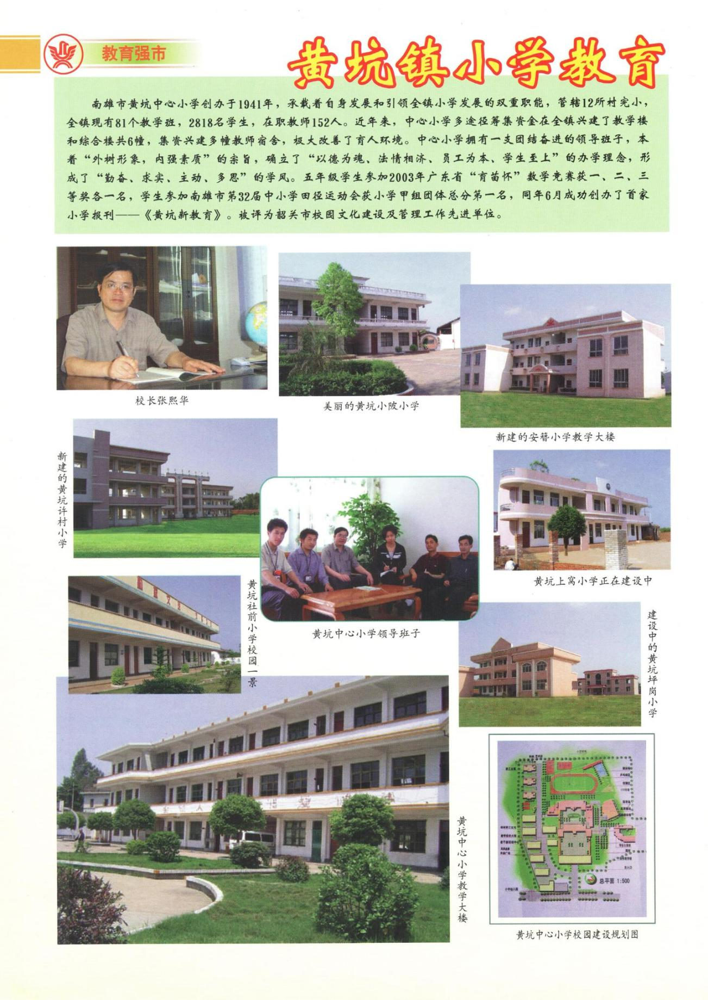 教育强市
黄坑镇小学教育
南雄市黄坑中心小学创办于1941年，承载着自身发展和引领全镇小学发展的双重职能，管辖12所村完小，
全镇现有81个教学班，2818名学生，在职教师152人。近年来，中心小学多途径筹集资金在全镇兴建了教学楼
和综合楼共6幢，集资兴建多幢教师宿舍，极大改善了育人环境。中心小学拥有一支团结奋进的领导班子，本
着“外树形象，内强素质”的宗旨，确立了“以德为魂、法情相济、员工为本、学生至上”的办学理念，形
成了“勤奋、求实、主动、多思”的学风。五年级学生参加2003年广东省“育苗怀”数学竞赛获一、二、三
等奖各一名，学生参加南雄市第32届中小学田径运动会获小学甲组团体总分第一名，同年6月成功创办了首家
小学报刊——《黄坑新教育》。被评为韶关市校园文化建设及管理工作先进单位。
校长张熙华
美丽的黄坑小陂小学
新建的安簪小学教学大楼
新建的黄坑许村小学
黄坑上窝小学正在建设中
黄坑社前小学校园一景
黄坑中心小学领导班子
建设中的黄坑坪岗小学
黄坑中心小学教学大楼
总平面 1:500
主入口
黄坑中心小学校园建设规划图